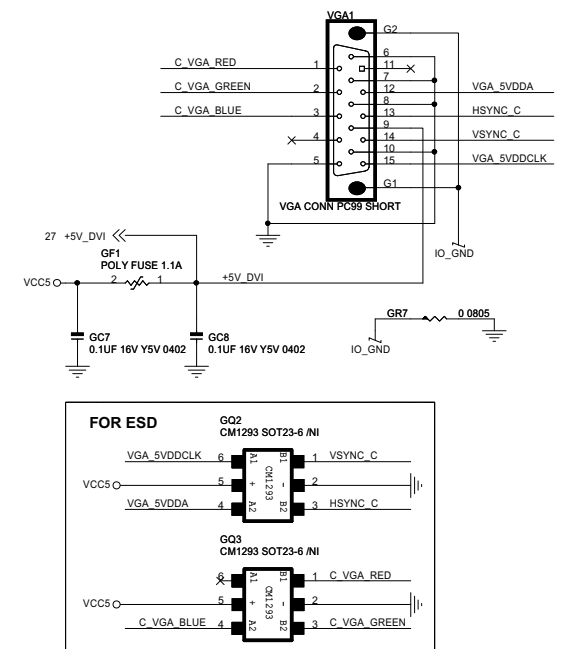 VGA1
G2
6
C_VGA_RED 1 11
7
C_VGA_GREEN 2 12 VGA_5VDDA
8
C_VGA_BLUE 3 13 HSYNC_C
9
4 14 VSYNC_C
10
5 15 VGA_5VDDCLK
G1
VGA CONN PC99 SHORT
27 +5V_DVI
IO_GND
GF1
POLY FUSE 1.1A
VCC5 2 1 +5V_DVI
GR7 0 0805
GC7
0.1UF 16V Y5V 0402
GC8
0.1UF 16V Y5V 0402
IO_GND
FOR ESD
GQ2
CM1293 SOT23-6 /NI
VGA_5VDDCLK 6 A1 B1 1 VSYNC_C
VCC5 5 + CM1293 - 2
VGA_5VDDA 4 A2 B2 3 HSYNC_C
GQ3
CM1293 SOT23-6 /NI
6 A1 B1 1 C_VGA_RED
VCC5 5 + CM1293 - 2
C_VGA_BLUE 4 A2 B2 3 C_VGA_GREEN